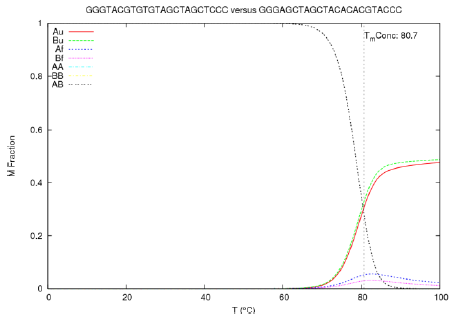 GGGTACGTGTGTAGCTAGCTCCC versus GGGAGCTAGCTACACACGTACCC
1
Au
Bu
Af
Bf
AA
BB
AB
TmConc: 80.7
0.8
0.6
M Fraction
0.4
0.2
0
0 20 40 60 80 100
T (°C)